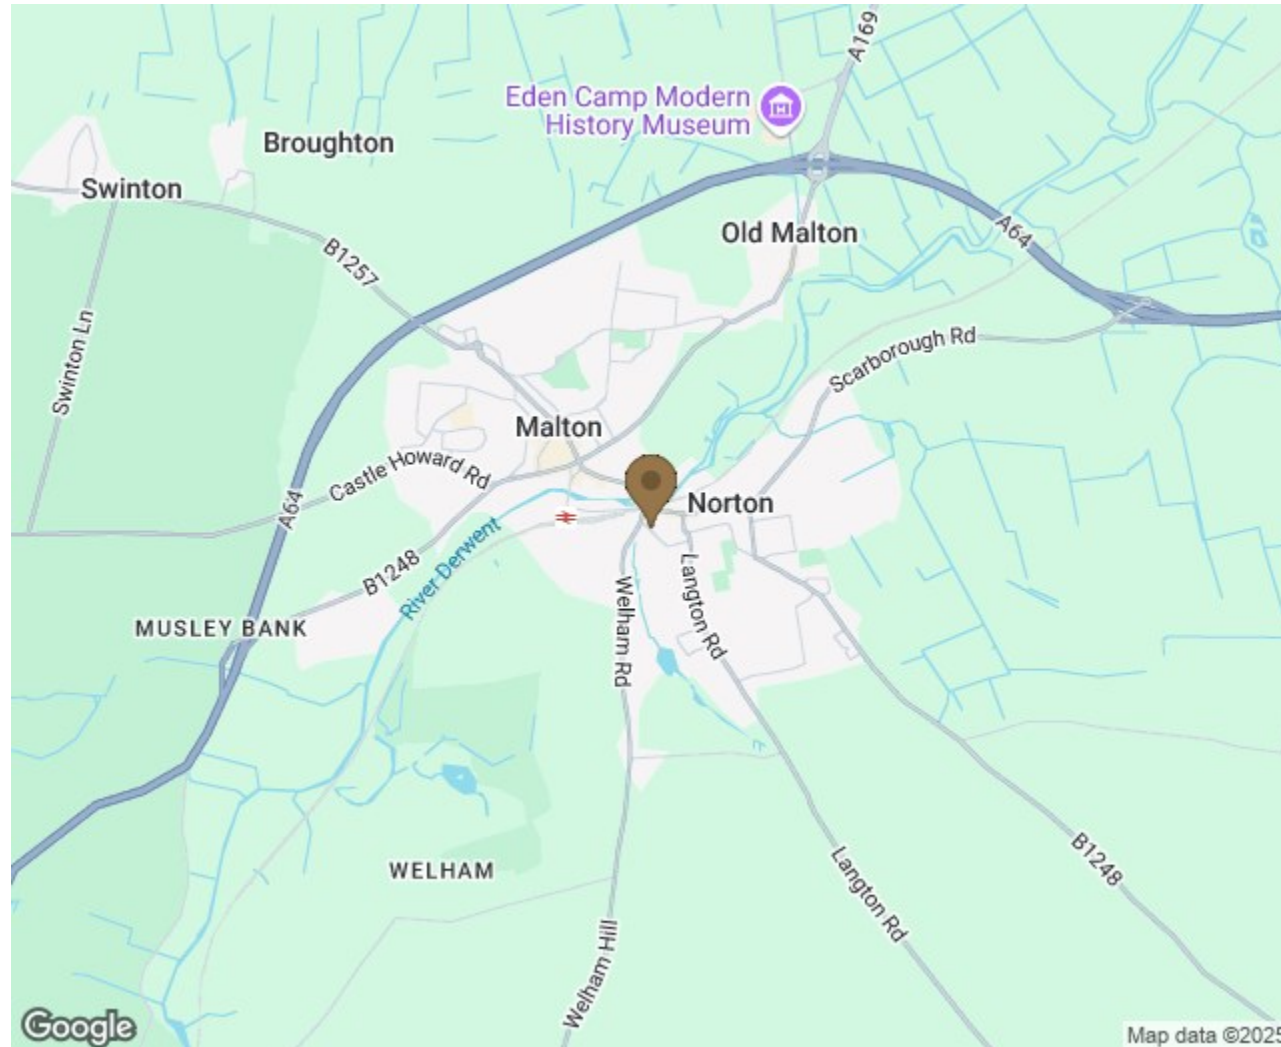 A169
Eden Camp Modern
History Museum
Broughton
Swinton
Old Malton
A64
B1257
Swinton Ln
Scarborough Rd
Malton
Castle Howard Rd
A64
Norton
River Derwent
B1248
Langton Rd
Welham Rd
MUSLEY BANK
WELHAM
B1248
Langton Rd
Welham Hill
Google
Map data ©2025